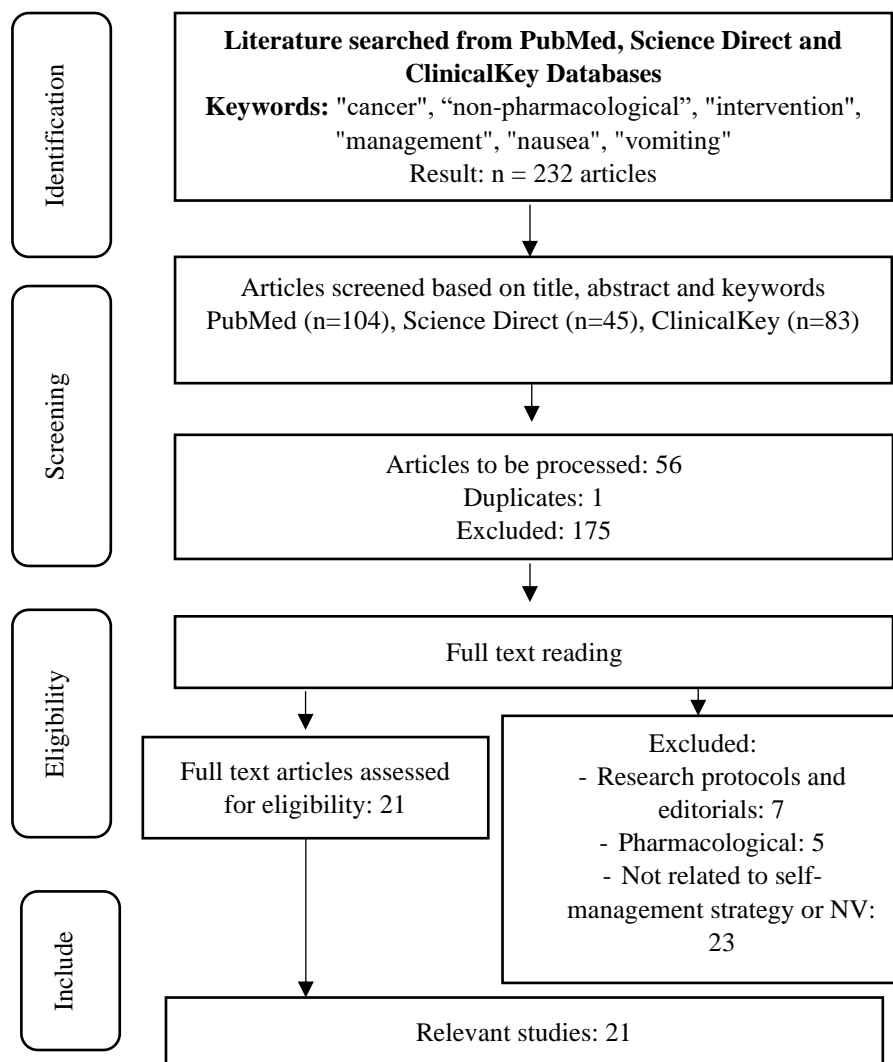 Identification
Literature searched from PubMed, Science Direct and
ClinicalKey Databases
Keywords: "cancer", “non-pharmacological”, "intervention",
"management", "nausea", "vomiting"
Result: n = 232 articles
Screening
Articles screened based on title, abstract and keywords
PubMed (n=104), Science Direct (n=45), ClinicalKey (n=83)
Articles to be processed: 56
Duplicates: 1
Excluded: 175
Eligibility
Full text reading
Full text articles assessed
for eligibility: 21
Excluded:
- Research protocols and
editorials: 7
- Pharmacological: 5
- Not related to self-
management strategy or NV:
23
Include
Relevant studies: 21